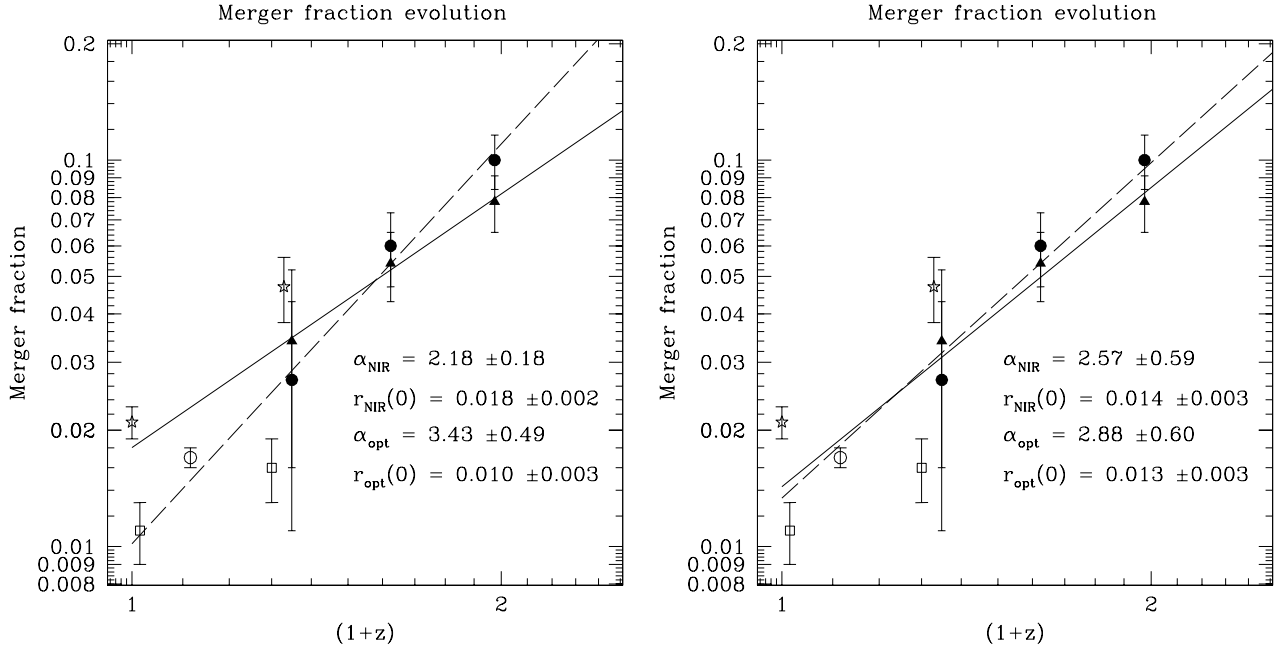 Merger fraction evolution
0.2
0.1
0.09
0.08
0.07
0.06
0.05
0.04
0.03
0.02
0.01
0.009
0.008
Merger fraction
α_NIR = 2.18 ±0.18
r_NIR(0) = 0.018 ±0.002
α_opt = 3.43 ±0.49
r_opt(0) = 0.010 ±0.003
1 2
(1+z)
Merger fraction evolution
0.2
0.1
0.09
0.08
0.07
0.06
0.05
0.04
0.03
0.02
0.01
0.009
0.008
Merger fraction
α_NIR = 2.57 ±0.59
r_NIR(0) = 0.014 ±0.003
α_opt = 2.88 ±0.60
r_opt(0) = 0.013 ±0.003
1 2
(1+z)